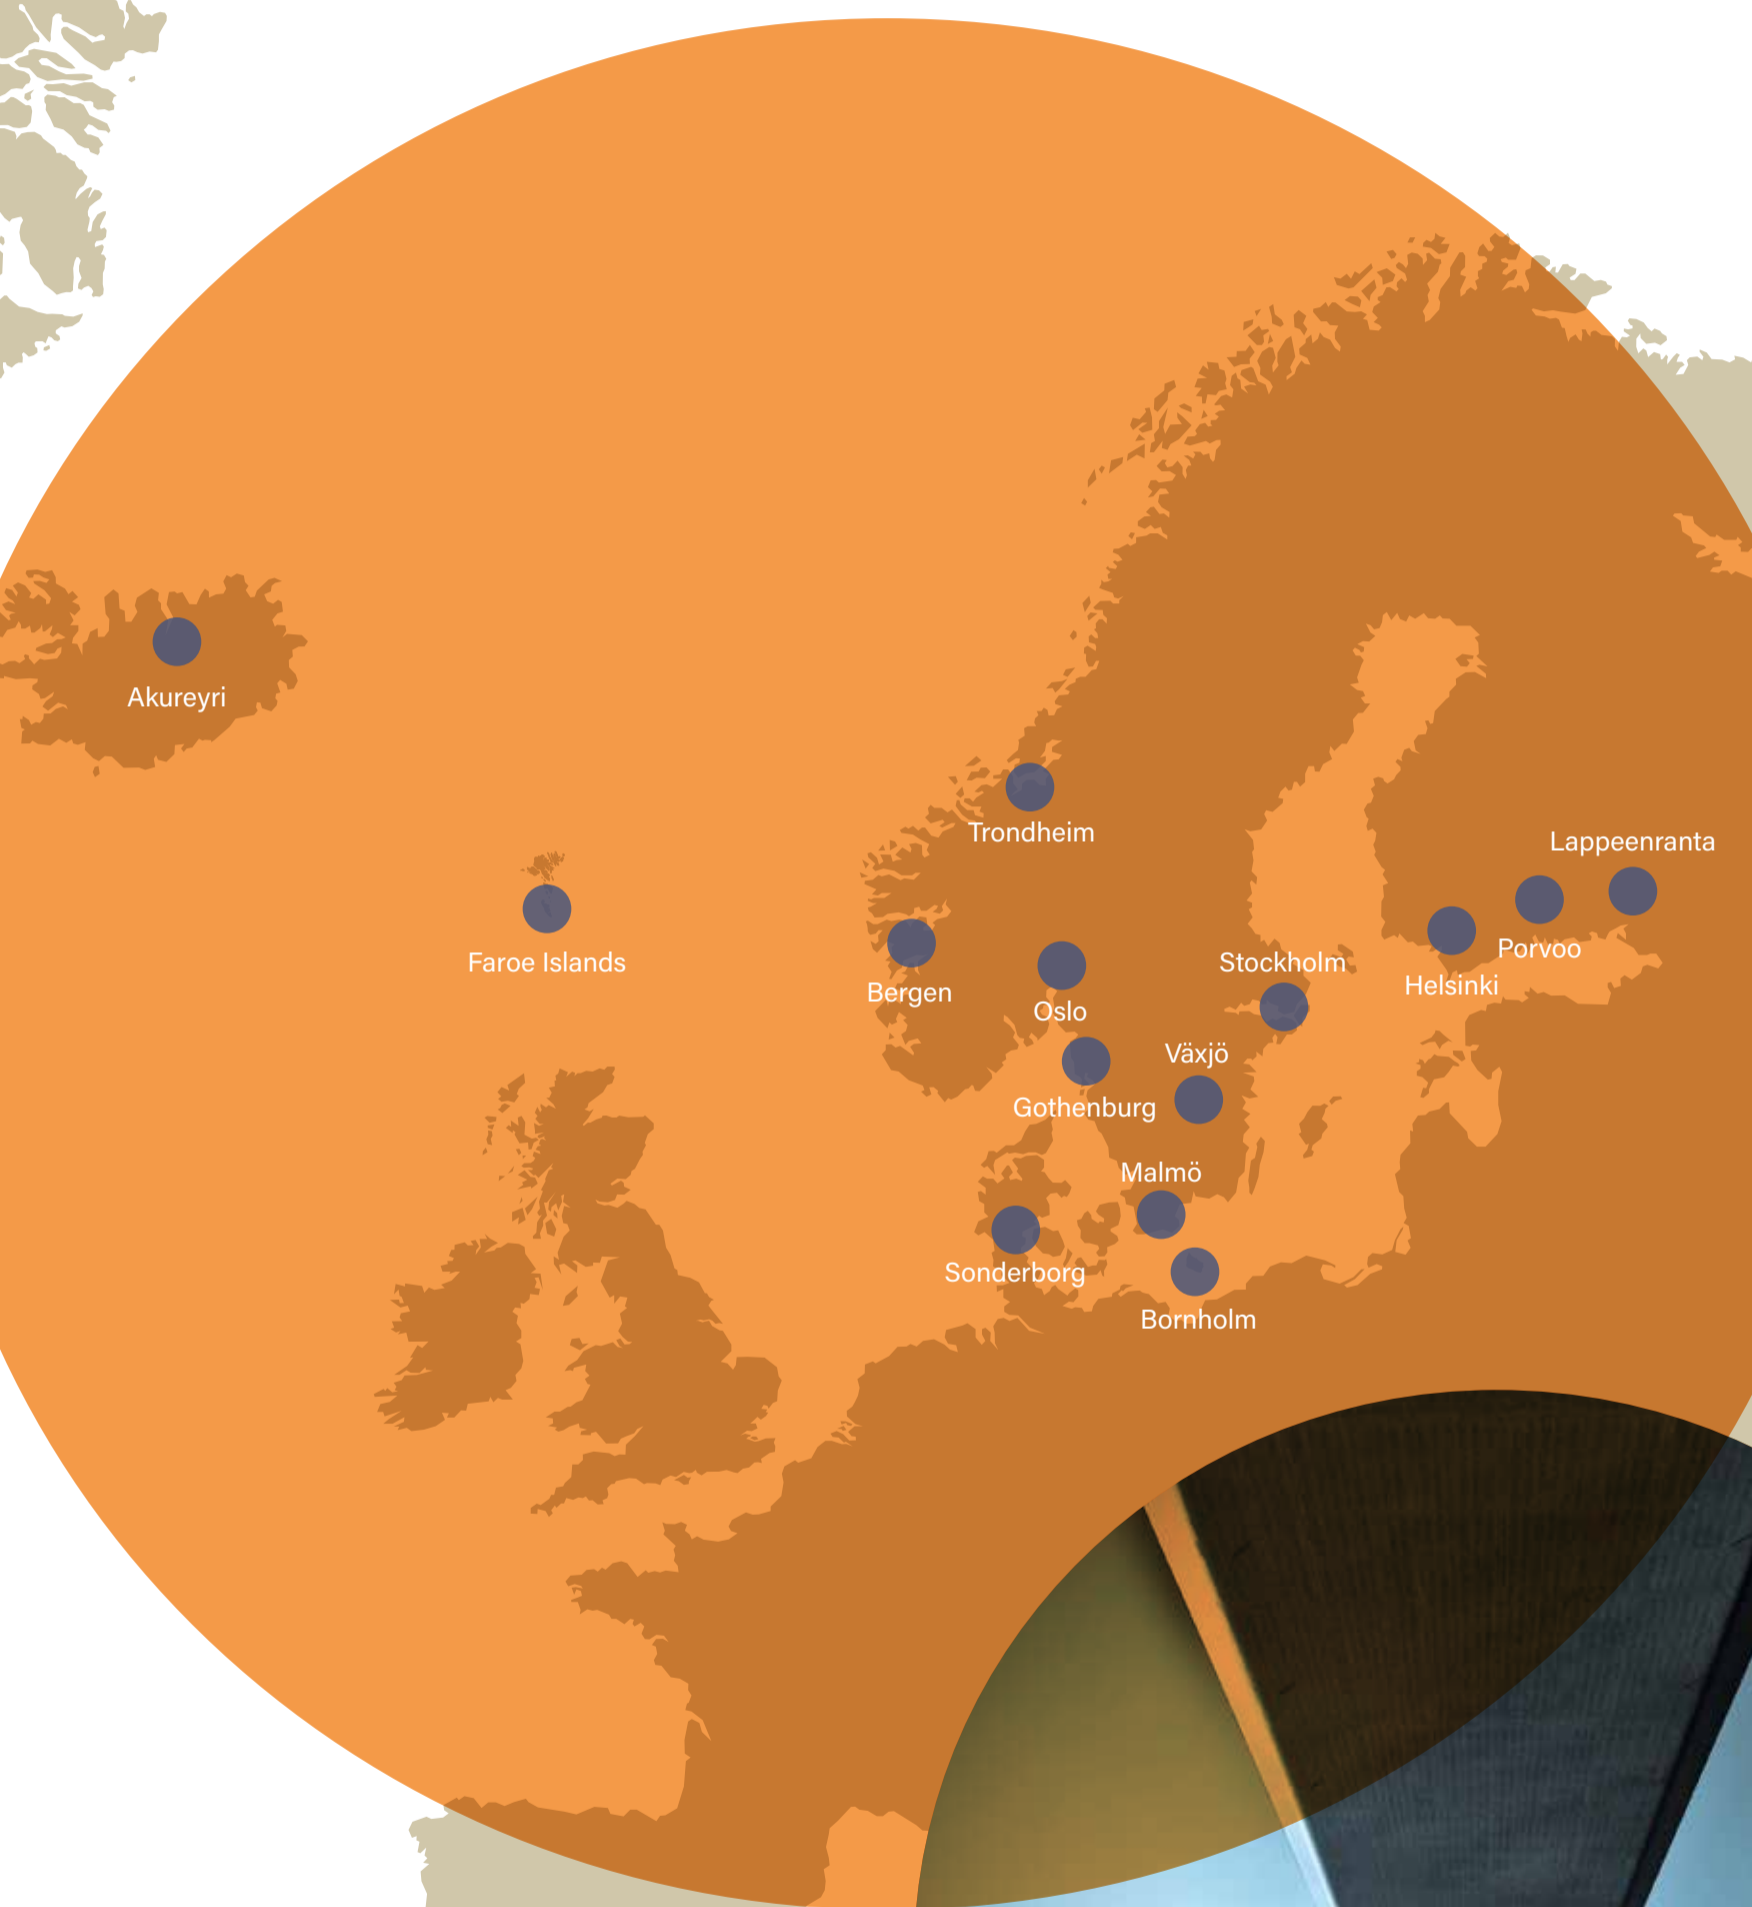 Akureyri
Trondheim
Lappeenranta
Faroe Islands
Bergen
Oslo
Stockholm
Helsinki
Porvoo
Växjö
Gothenburg
Malmö
Sonderborg
Bornholm